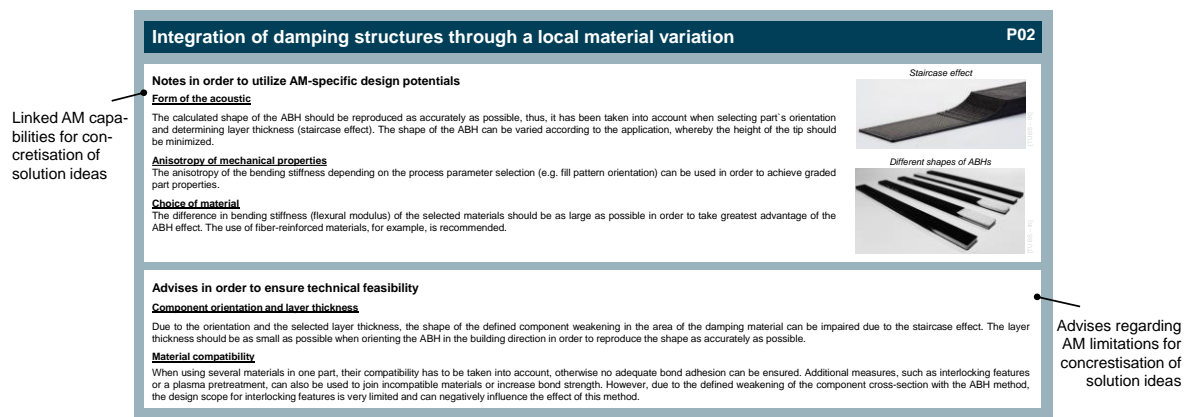 Integration of damping structures through a local material variation
P02
Notes in order to utilize AM-specific design potentials
Form of the acoustic
The calculated shape of the ABH should be reproduced as accurately as possible, thus, it has been taken into account when selecting part`s orientation
and determining layer thickness (staircase effect). The shape of the ABH can be varied according to the application, whereby the height of the tip should
be minimized.
Anisotropy of mechanical properties
The anisotropy of the bending stiffness depending on the process parameter selection (e.g. fill pattern orientation) can be used in order to achieve graded
part properties.
Choice of material
The difference in bending stiffness (flexural modulus) of the selected materials should be as large as possible in order to take greatest advantage of the
ABH effect. The use of fiber-reinforced materials, for example, is recommended.
Staircase effect
Different shapes of ABHs
Linked AM capa-
bilities for con-
cretisation of
solution ideas
Advises in order to ensure technical feasibility
Component orientation and layer thickness
Due to the orientation and the selected layer thickness, the shape of the defined component weakening in the area of the damping material can be impaired due to the staircase effect. The layer
thickness should be as small as possible when orienting the ABH in the building direction in order to reproduce the shape as accurately as possible.
Material compatibility
When using several materials in one part, their compatibility has to be taken into account, otherwise no adequate bond adhesion can be ensured. Additional measures, such as interlocking features
or a plasma pretreatment, can also be used to join incompatible materials or increase bond strength. However, due to the defined weakening of the component cross-section with the ABH method,
the design scope for interlocking features is very limited and can negatively influence the effect of this method.
Advises regarding
AM limitations for
concrestisation of
solution ideas